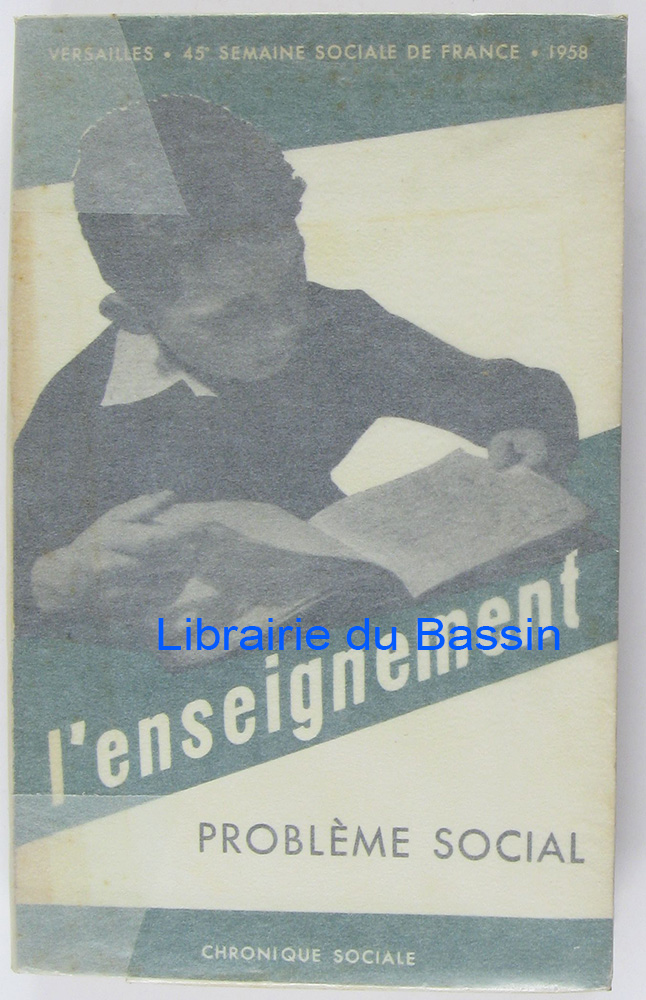 VERSAILLES • 45e SEMAINE SOCIALE DE FRANCE • 1958
Librairie du Bassin
l'enseignement
PROBLÈME SOCIAL
CHRONIQUE SOCIALE